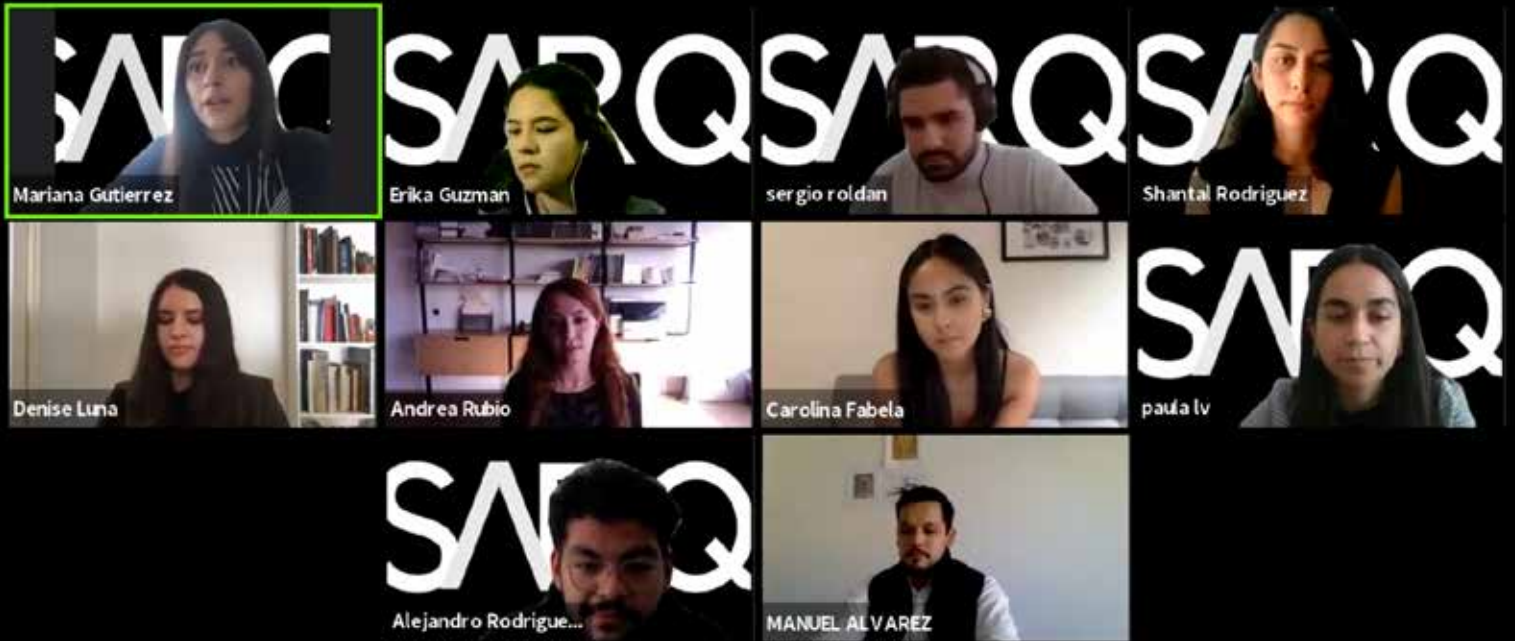 SARQ
Mariana Gutierrez
SARQ
Erika Guzman
SARQ
sergio roldan
SARQ
Shantal Rodriguez
Denise Luna
Andrea Rubio
Carolina Fabela
SARQ
paula lv
SARQ
Alejandro Rodrigue...
MANUEL ALVAREZ